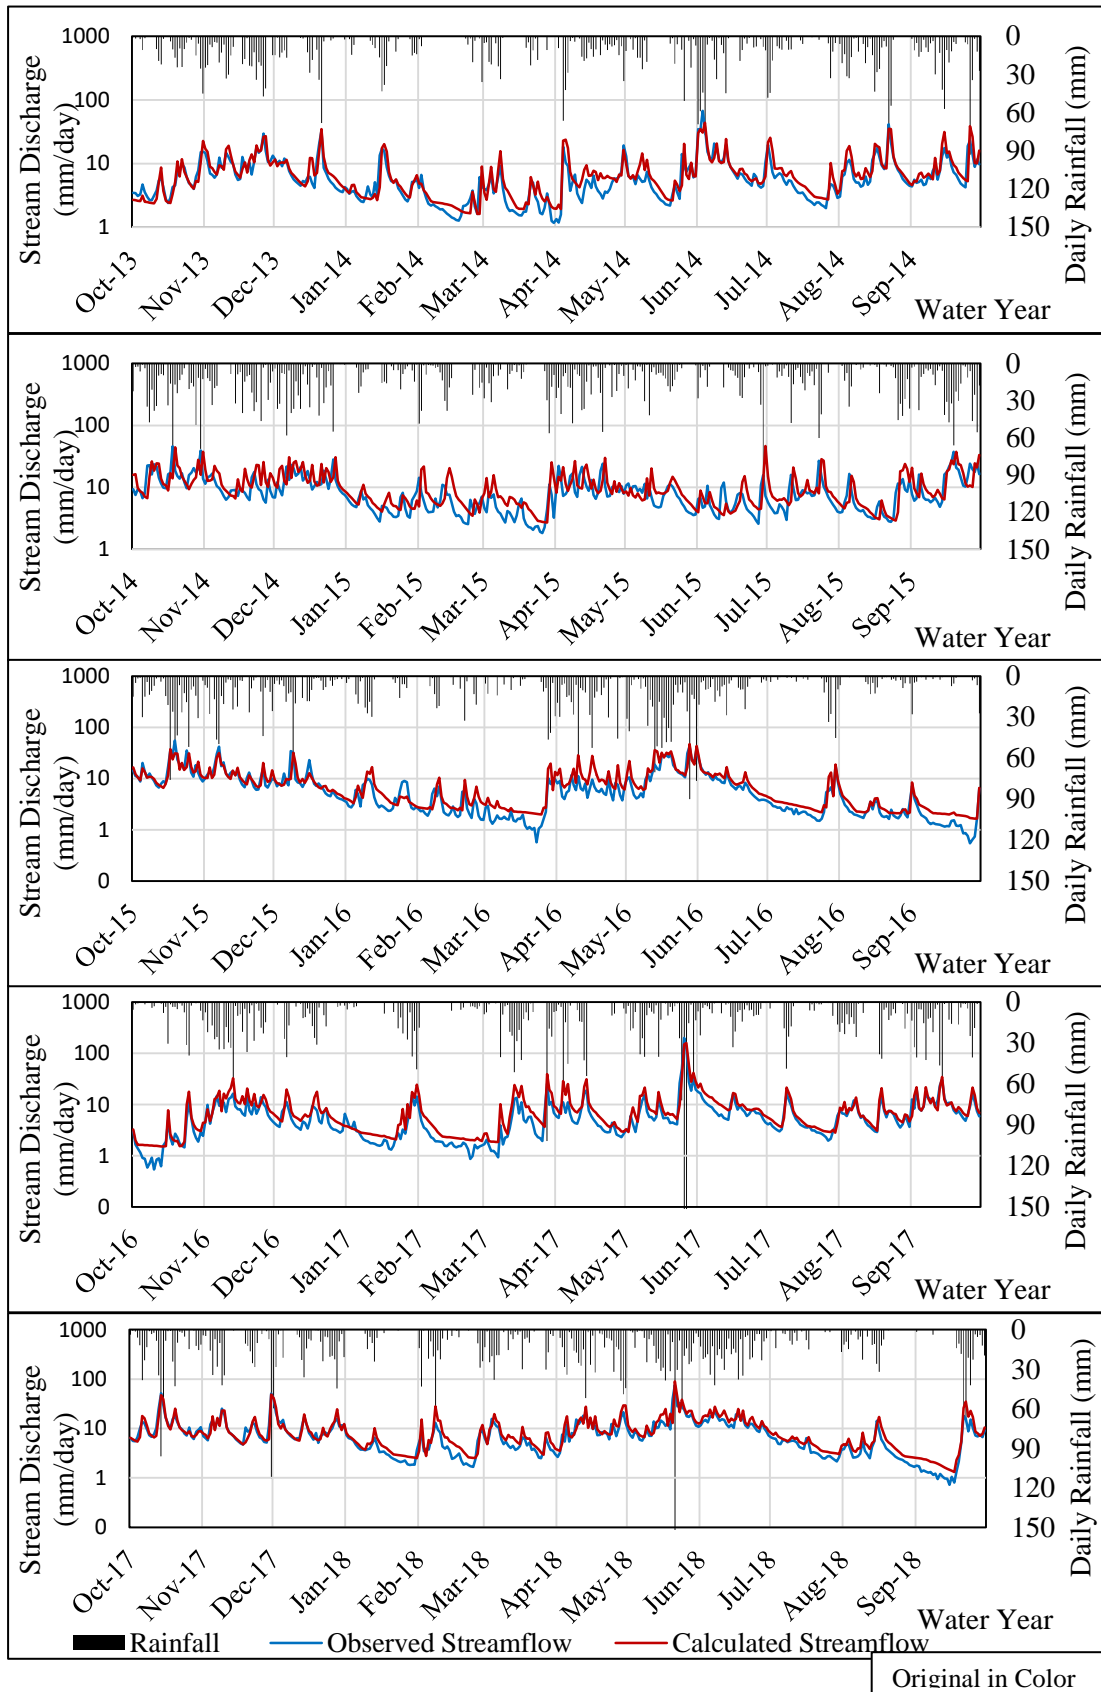 Stream Discharge (mm/day)
1000
100
10
1
0
30
60
90
120
150
Daily Rainfall (mm)
Oct-13 Nov-13 Dec-13 Jan-14 Feb-14 Mar-14 Apr-14 May-14 Jun-14 Jul-14 Aug-14 Sep-14
Water Year
Stream Discharge (mm/day)
1000
100
10
1
0
30
60
90
120
150
Daily Rainfall (mm)
Oct-14 Nov-14 Dec-14 Jan-15 Feb-15 Mar-15 Apr-15 May-15 Jun-15 Jul-15 Aug-15 Sep-15
Water Year
Stream Discharge (mm/day)
1000
100
10
1
0
0
30
60
90
120
150
Daily Rainfall (mm)
Oct-15 Nov-15 Dec-15 Jan-16 Feb-16 Mar-16 Apr-16 May-16 Jun-16 Jul-16 Aug-16 Sep-16
Water Year
Stream Discharge (mm/day)
1000
100
10
1
0
0
30
60
90
120
150
Daily Rainfall (mm)
Oct-16 Nov-16 Dec-16 Jan-17 Feb-17 Mar-17 Apr-17 May-17 Jun-17 Jul-17 Aug-17 Sep-17
Water Year
Stream Discharge (mm/day)
1000
100
10
1
0
0
30
60
90
120
150
Daily Rainfall (mm)
Oct-17 Nov-17 Dec-17 Jan-18 Feb-18 Mar-18 Apr-18 May-18 Jun-18 Jul-18 Aug-18 Sep-18
Water Year
Rainfall Observed Streamflow Calculated Streamflow
Original in Color